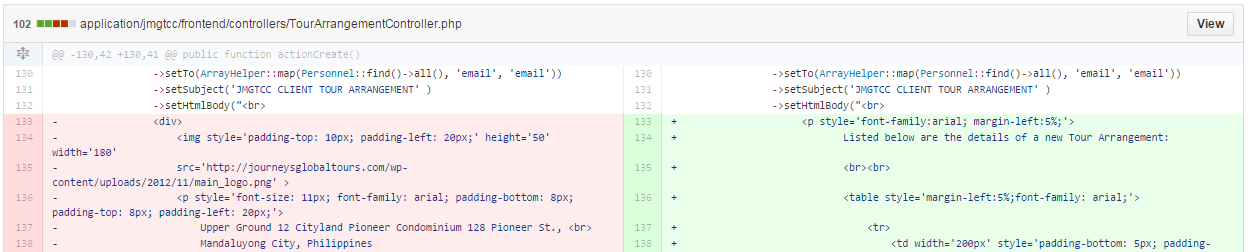 102 application/jmgtcc/frontend/controllers/TourArrangementController.php View
@@ -130,42 +130,41 @@ public function actionCreate()
130 ->setTo(ArrayHelper::map(Personnel::find()->all(), 'email', 'email'))
131 ->setSubject('JMGTCC CLIENT TOUR ARRANGEMENT' )
132 ->setHtmlBody("<br>
133 - <div>
134 - <img style='padding-top: 10px; padding-left: 20px;' height='50'
width='180'
135 - src='http://journeysglobaltours.com/wp-
content/uploads/2012/11/main_logo.png' >
136 - <p style='font-size: 11px; font-family: arial; padding-bottom: 8px;
padding-top: 8px; padding-left: 20px;'>
137 - Upper Ground 12 Cityland Pioneer Condominium 128 Pioneer St., <br>
138 - Mandaluyong City, Philippines
130 ->setTo(ArrayHelper::map(Personnel::find()->all(), 'email', 'email'))
131 ->setSubject('JMGTCC CLIENT TOUR ARRANGEMENT' )
132 ->setHtmlBody("<br>
133 + <p style='font-family:arial; margin-left:5%;'>
134 + Listed below are the details of a new Tour Arrangement:
135 + <br><br>
136 + <table style='margin-left:5%;font-family: arial;'>
137 + <tr>
138 + <td width='200px' style='padding-bottom: 5px; padding-